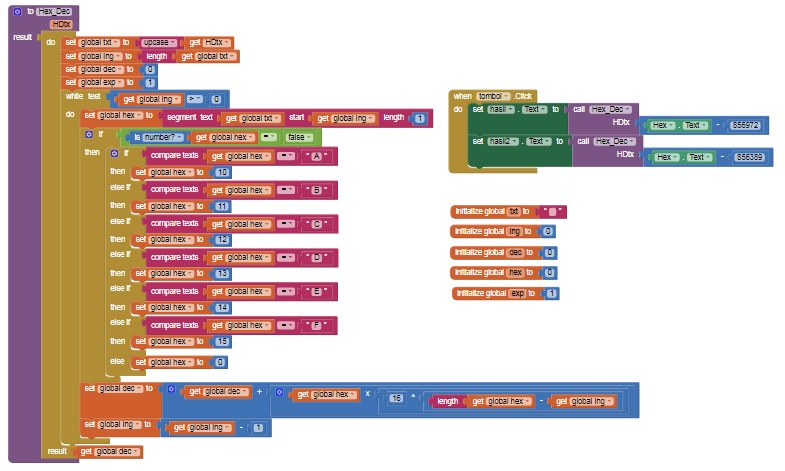 to Hex_Dec
HDtx
result
do set global txt to upcase get HDtx
set global lng to length get global txt
set global dec to 0
set global exp to 1
while test get global lng > 0
do set global hex to segment text text get global txt start get global lng length 1
if is number? get global hex = false
then if compare texts get global hex = " A "
then set global hex to 10
else if compare texts get global hex = " B "
then set global hex to 11
else if compare texts get global hex = " C "
then set global hex to 12
else if compare texts get global hex = " D "
then set global hex to 13
else if compare texts get global hex = " E "
then set global hex to 14
else if compare texts get global hex = " F "
then set global hex to 15
else set global hex to 0
set global dec to get global dec + get global hex x 16 ^ length get global hex - get global lng
set global lng to get global lng - 1
result get global dec
when tombol .Click
do set hasil . Text to call Hex_Dec
HDtx Hex . Text - 856972
set hasil2 . Text to call Hex_Dec
HDtx Hex . Text - 856389
initialize global txt to " "
initialize global lng to 0
initialize global dec to 0
initialize global hex to 0
initialize global exp to 1